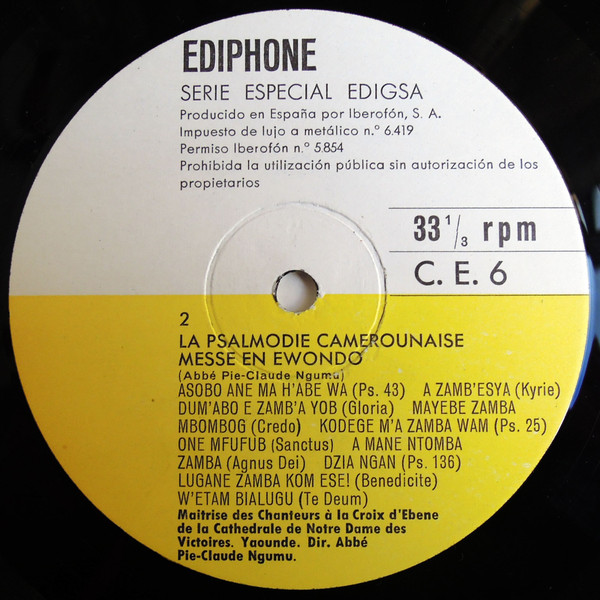 EDIPHONE
SERIE ESPECIAL EDIGSA
Producido en España por Iberofón, S. A.
Impuesto de lujo a metálico n.º 6.419
Permiso Iberofón n.º 5.854
Prohibida la utilización pública sin autorización de los
propietarios
33 1/3 rpm
C. E. 6
2
LA PSALMODIE CAMEROUNAISE
MESSE EN EWONDO
(Abbé Pie-Claude Ngumu)
ASOBO ANE MA H'ABE WA (Ps. 43) A ZAMB'ESYA (Kyrie)
DUM'ABO E ZAMB'A YOB (Gloria) MAYEBE ZAMBA
MBOMBOG (Credo) KODEGE M'A ZAMBA WAM (Ps. 25)
ONE MFUFUB (Sanctus) A MANE NTOMBA
ZAMBA (Agnus Dei) DZIA NGAN (Ps. 136)
LUGANE ZAMBA KOM ESE! (Benedicite)
W'ETAM BIALUGU (Te Deum)
Maitrise des Chanteurs à la Croix d'Ebene
de la Cathedrale de Notre Dame des
Victoires. Yaounde. Dir. Abbé
Pie-Claude Ngumu.